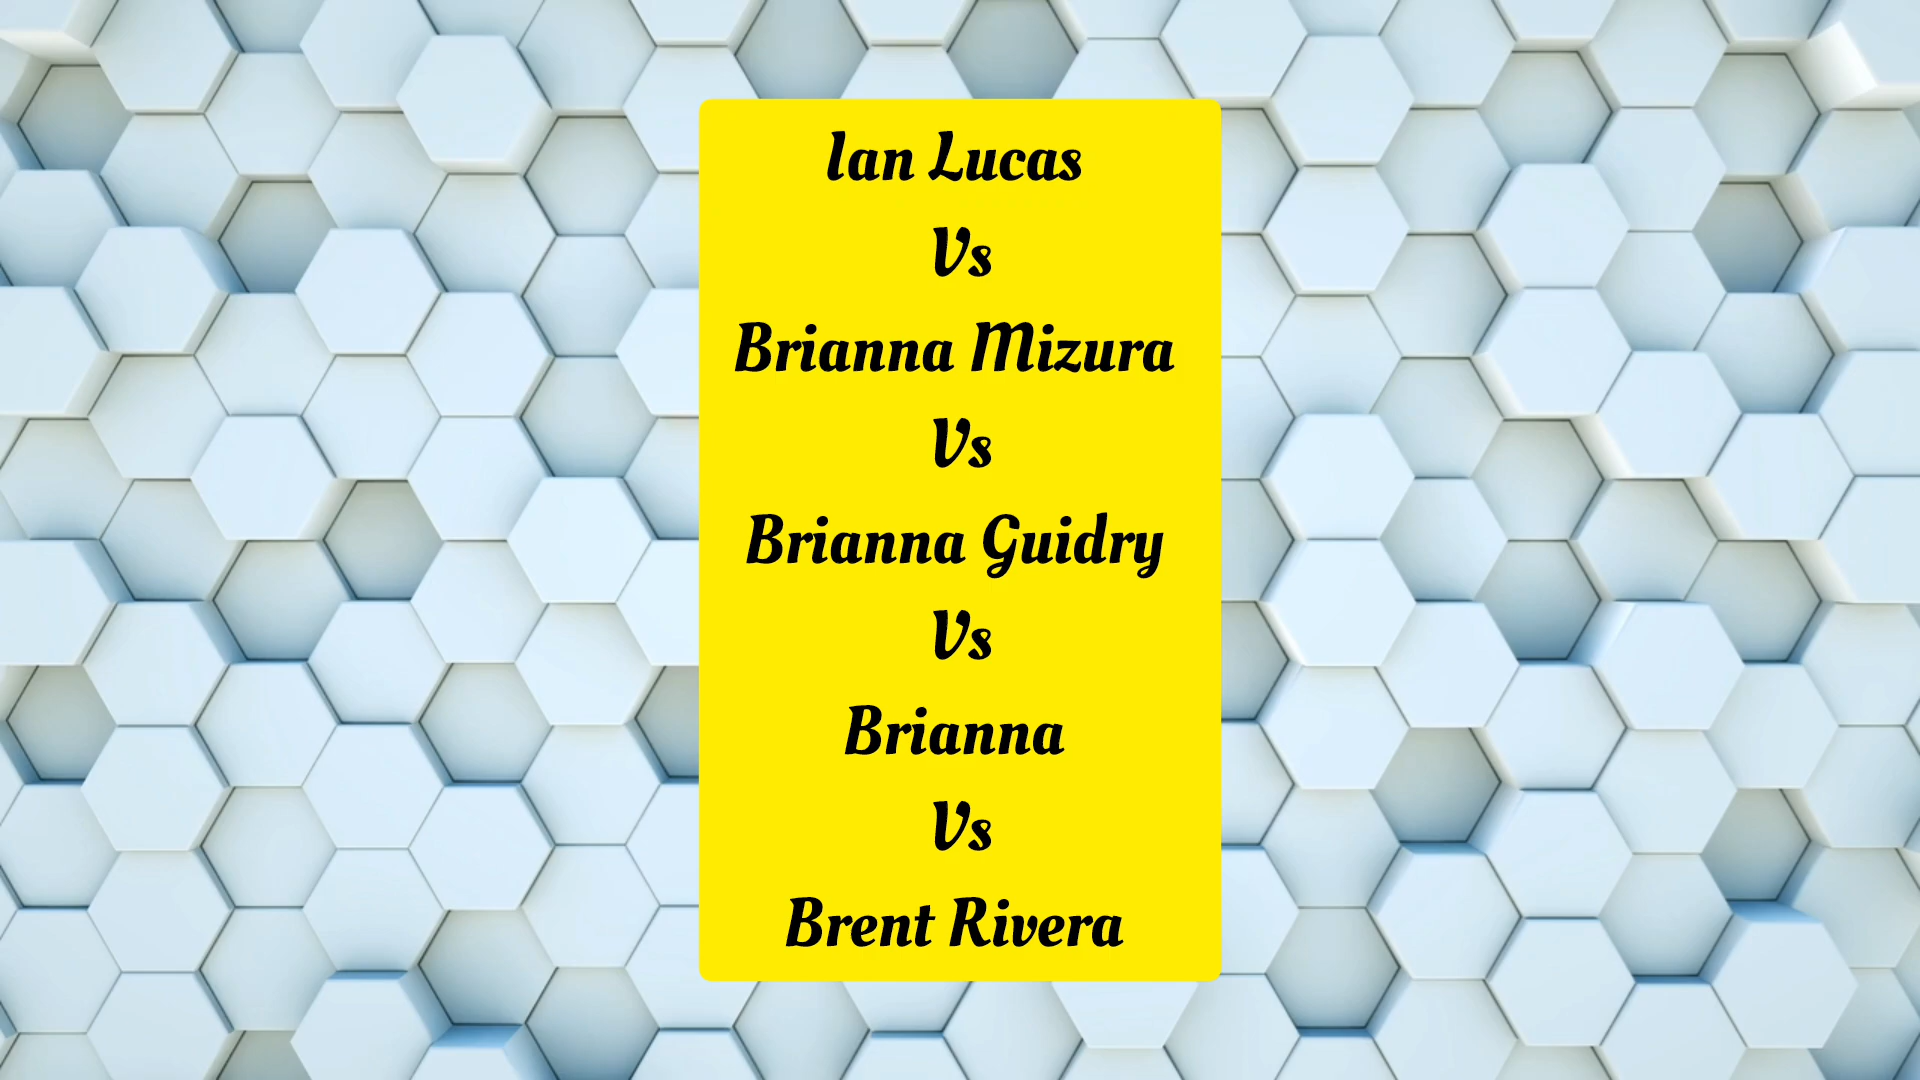 Ian Lucas
Vs
Brianna Mizura
Vs
Brianna Guidry
Vs
Brianna
Vs
Brent Rivera